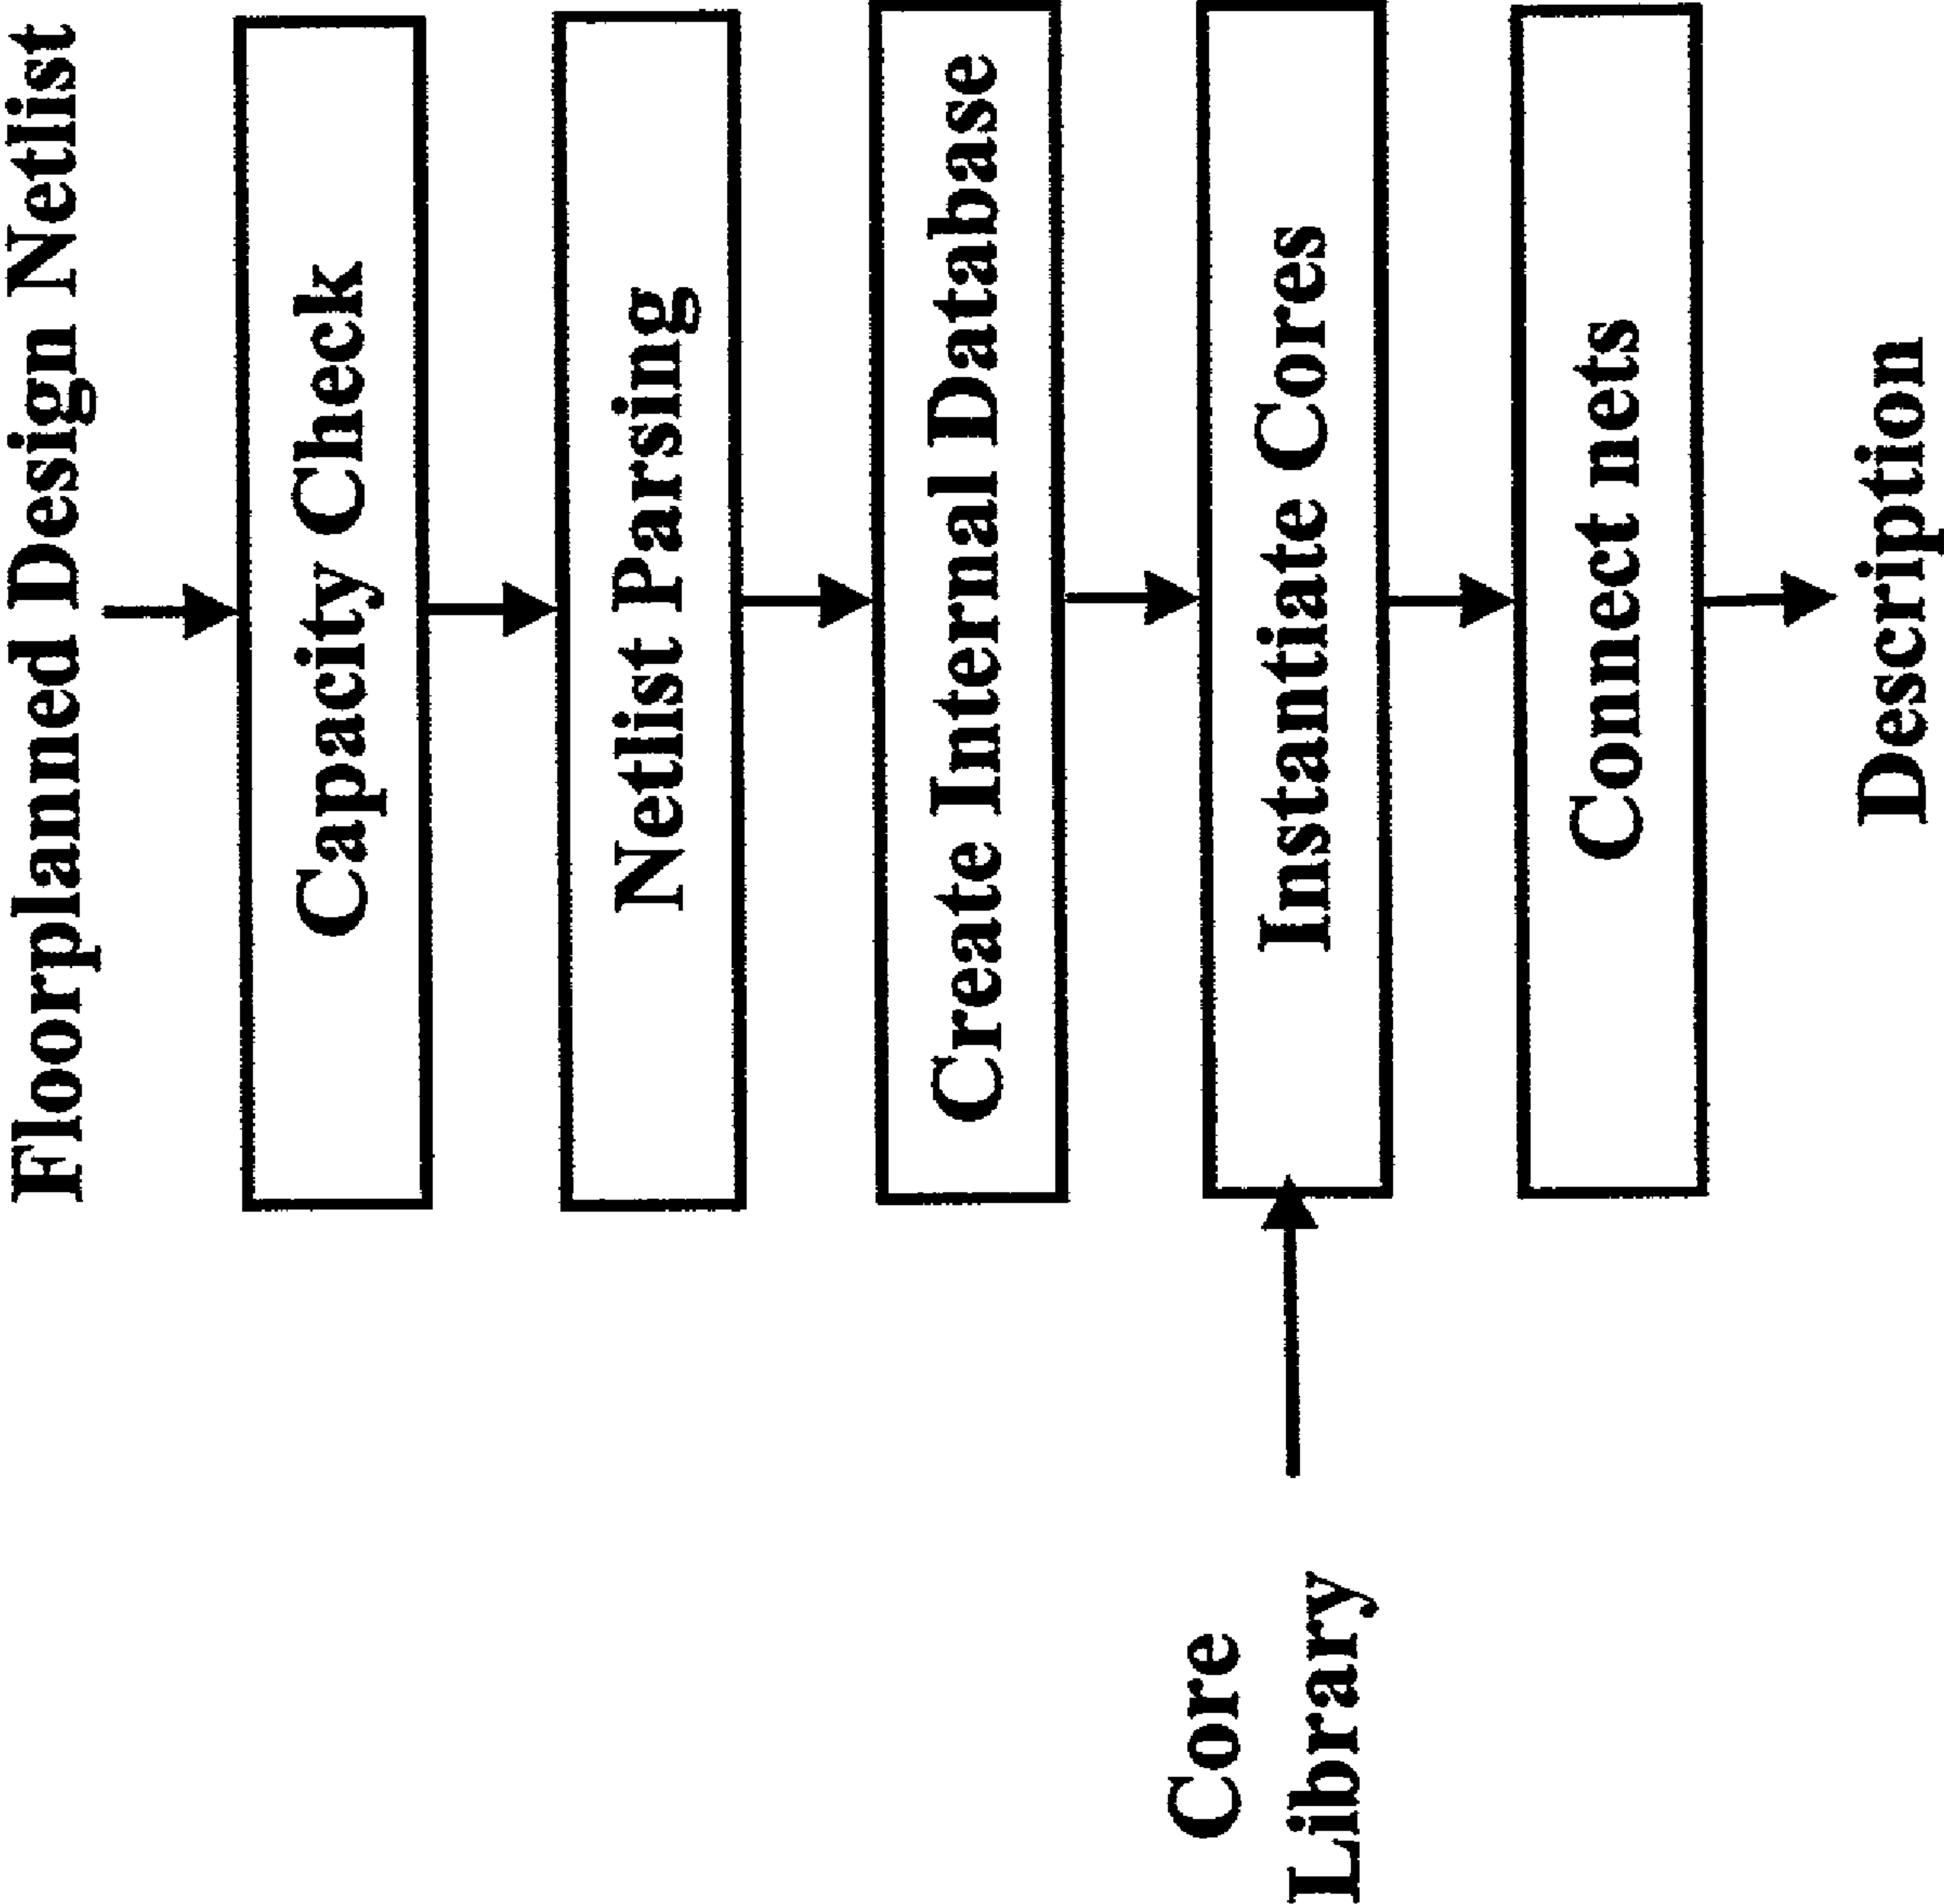 Floorplanned Design Netlist
Capacity Check
Netlist Parsing
Create Internal Database
Core
Library
Instantiate Cores
Connect nets
Description